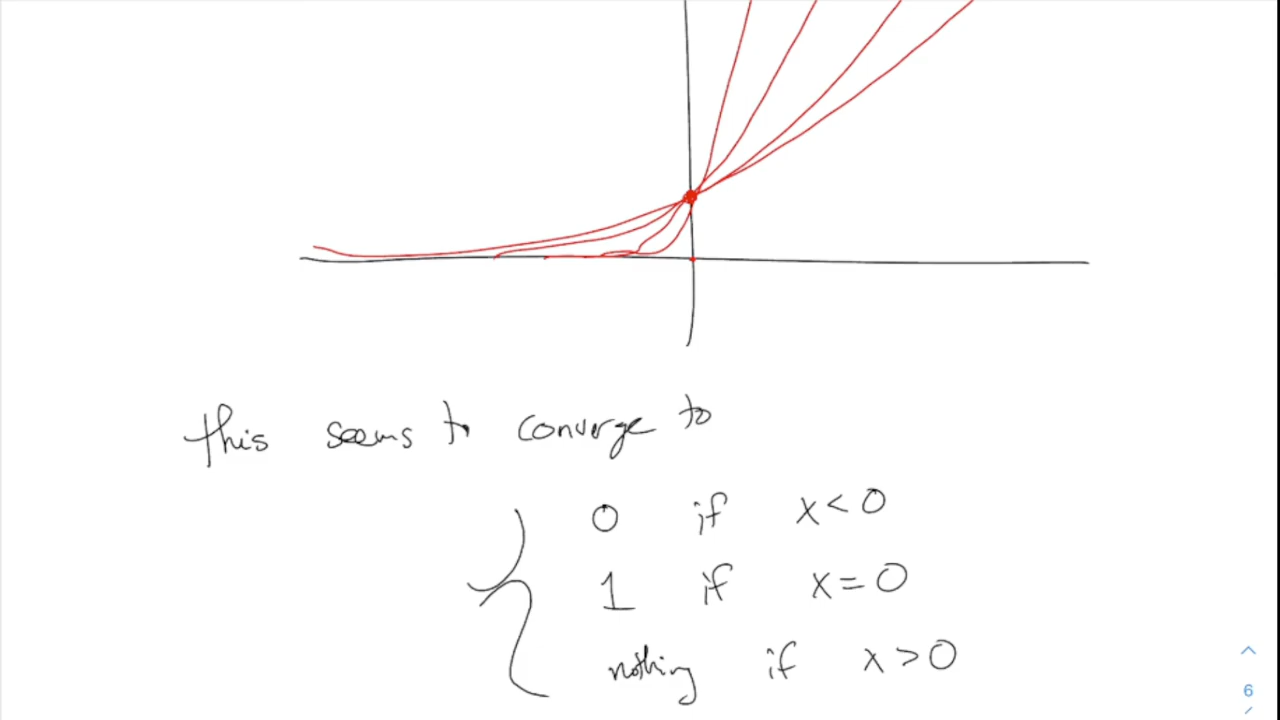 this seems to converge to
0 if x < 0
1 if x = 0
nothing if x > 0
6